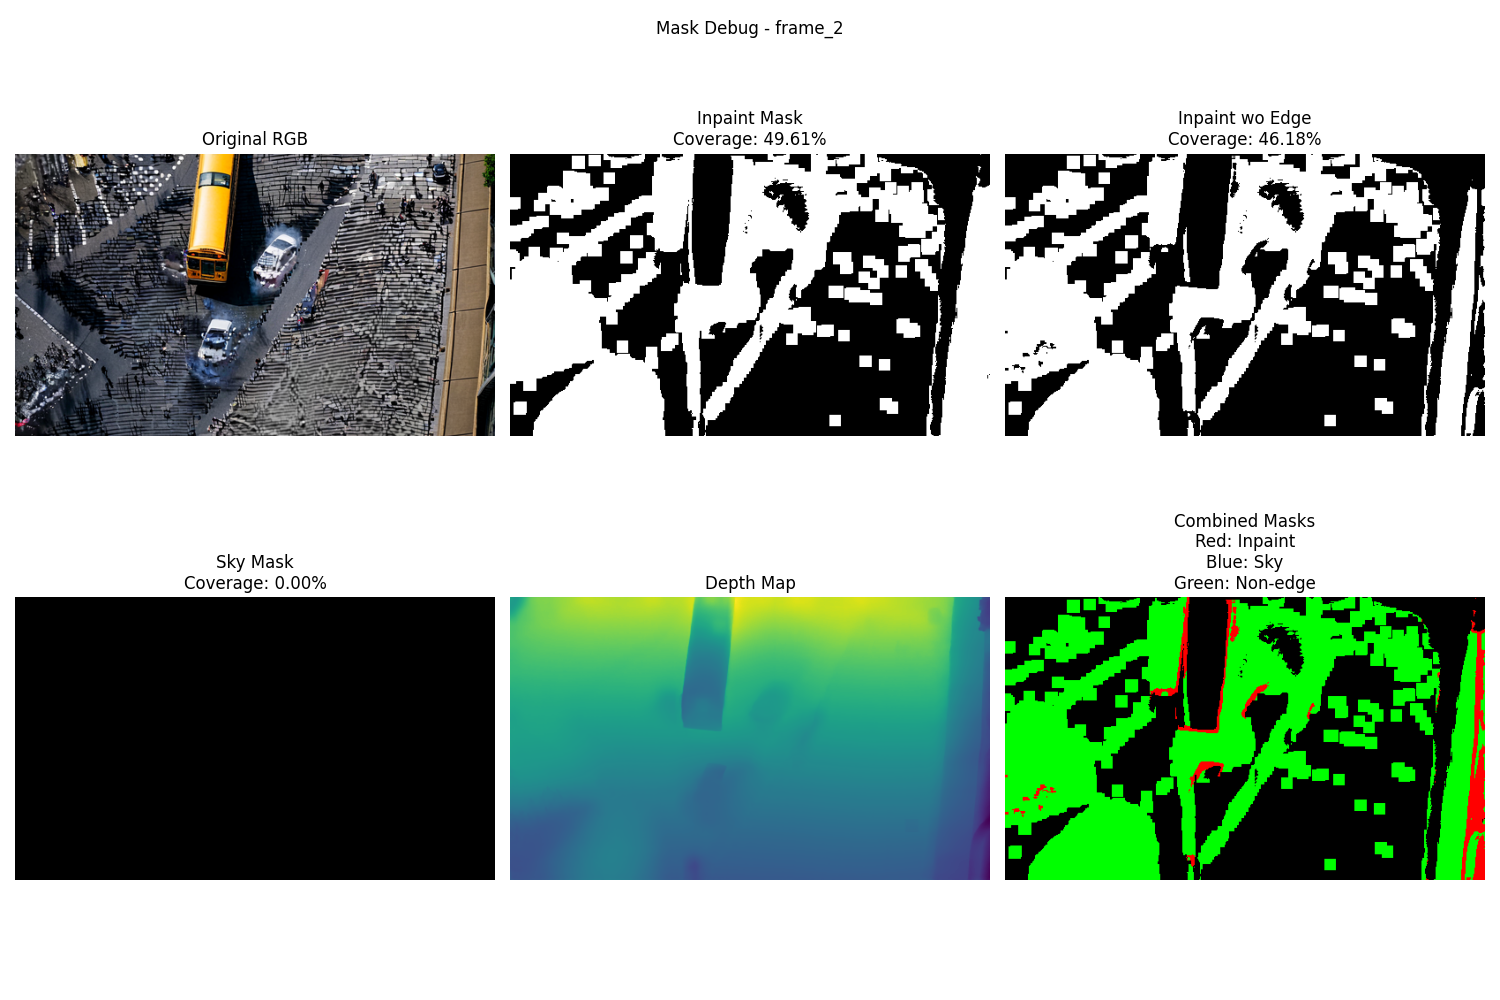 Mask Debug - frame_2
Original RGB
Inpaint Mask
Coverage: 49.61%
Inpaint wo Edge
Coverage: 46.18%
Sky Mask
Coverage: 0.00%
Depth Map
Combined Masks
Red: Inpaint
Blue: Sky
Green: Non-edge